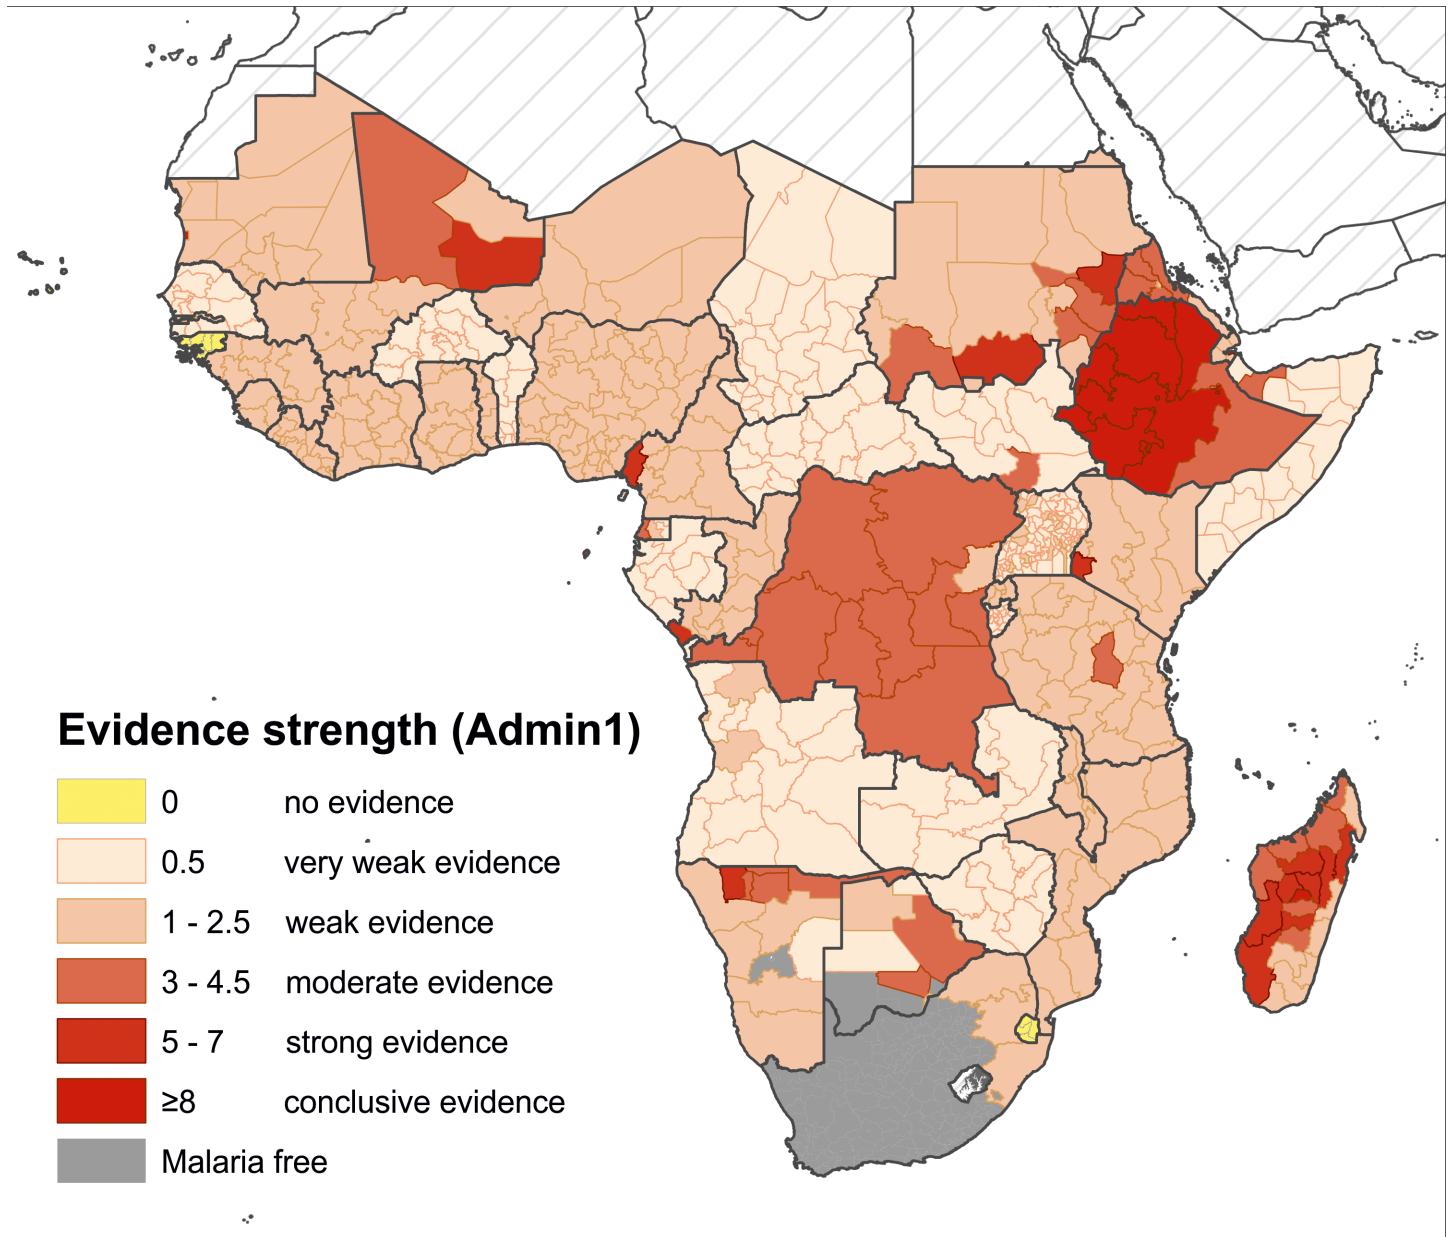 Evidence strength (Admin1)
0 no evidence
0.5 very weak evidence
1 - 2.5 weak evidence
3 - 4.5 moderate evidence
5 - 7 strong evidence
≥8 conclusive evidence
Malaria free